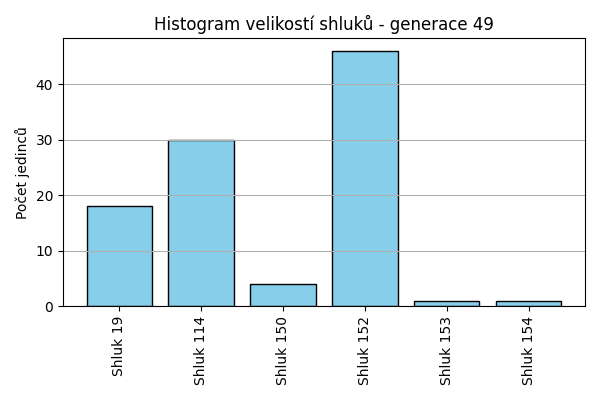 Histogram velikostí shluků - generace 49
Počet jedinců
40
30
20
10
0
Shluk 19
Shluk 114
Shluk 150
Shluk 152
Shluk 153
Shluk 154